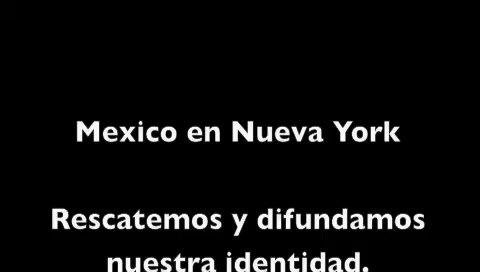 Mexico en Nueva York
Rescatemos y difundamos
nuestra identidad.